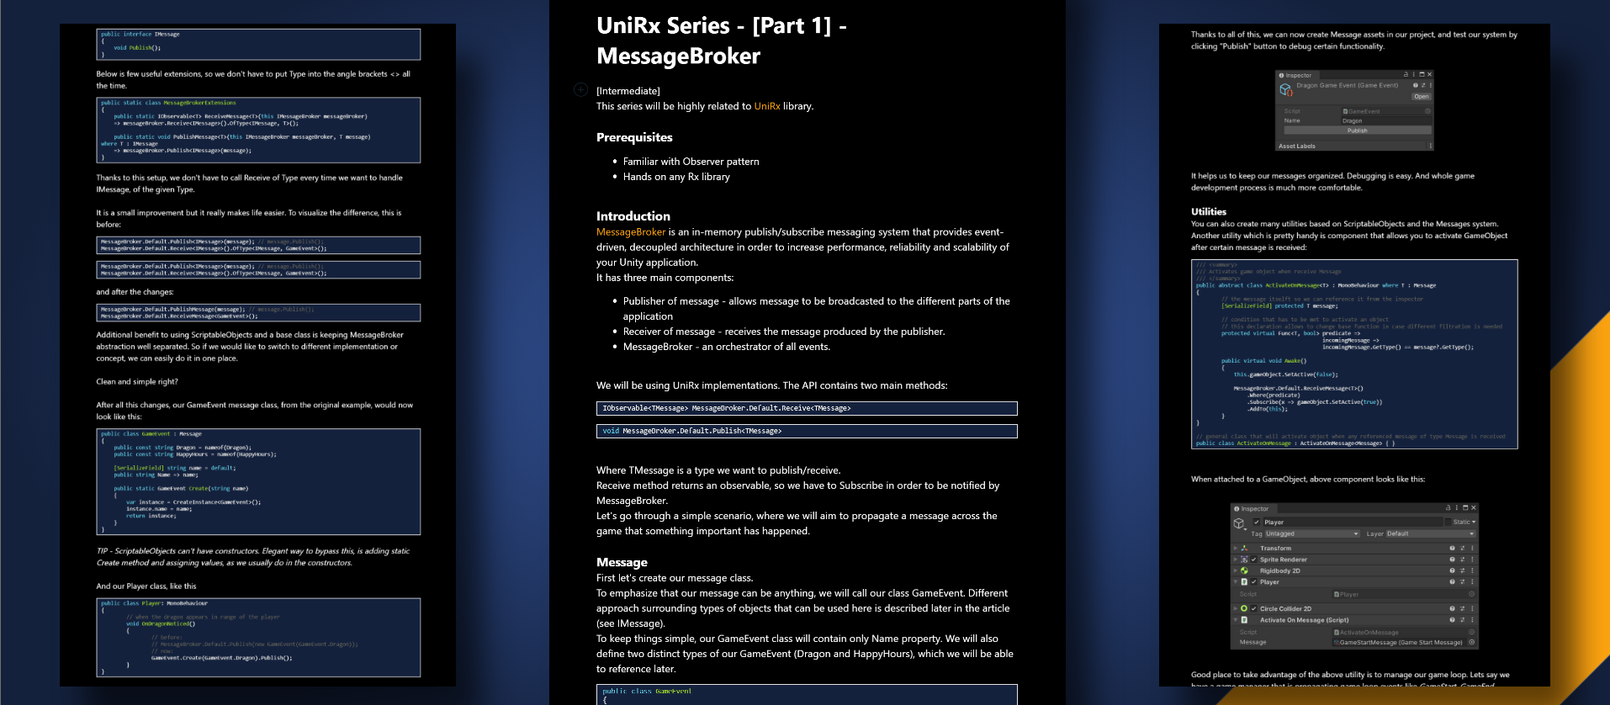 public interface IMessage
{
void Publish();
}
Below is few useful extensions, so we don't have to put Type into the angle brackets <> all
the time.
public static class MessageBrokerExtensions
{
public static IObservable<T> ReceiveMessage<T>(this IMessageBroker messageBroker)
=> messageBroker.Receive<IMessage>().OfType<IMessage, T>();
public static void PublishMessage<T>(this IMessageBroker messageBroker, T message)
where T : IMessage
=> messageBroker.Publish<IMessage>(message);
}
Thanks to this setup, we don't have to call Receive of Type every time we want to handle
IMessage, of the given Type.
It is a small improvement but it really makes life easier. To visualize the difference, this is
before:
MessageBroker.Default.Publish<IMessage>(message); // message.Publish();
MessageBroker.Default.Receive<IMessage>().OfType<IMessage, GameEvent>();
MessageBroker.Default.Publish<IMessage>(message); // message.Publish();
MessageBroker.Default.Receive<IMessage>().OfType<IMessage, GameEvent>();
and after the changes:
MessageBroker.Default.PublishMessage(message); // message.Publish();
MessageBroker.Default.ReceiveMessage<GameEvent>();
Additional benefit to using ScriptableObjects and a base class is keeping MessageBroker
abstraction well separated. So if we would like to switch to different implementation or
concept, we can easily do it in one place.
Clean and simple right?
After all this changes, our GameEvent message class, from the original example, would now
look like this:
public class GameEvent : Message
{
public const string Dragon = nameof(Dragon);
public const string HappyHours = nameof(HappyHours);
[SerializeField] string name = default;
public string Name => name;
public static GameEvent Create(string name)
{
var instance = CreateInstance<GameEvent>();
instance.name = name;
return instance;
}
}
TIP - ScriptableObjects can't have constructors. Elegant way to bypass this, is adding static
Create method and assigning values, as we usually do in the constructors.
And our Player class, like this
public class Player: MonoBehaviour
{
// when the dragon appears in range of the player
void OnDragonNoticed()
{
// before:
// MessageBroker.Default.Publish(new GameEvent(GameEvent.Dragon));
// now:
GameEvent.Create(GameEvent.Dragon).Publish();
}
}
UniRx Series - [Part 1] -
MessageBroker
[Intermediate]
This series will be highly related to UniRx library.
Prerequisites
• Familiar with Observer pattern
• Hands on any Rx library
Introduction
MessageBroker is an in-memory publish/subscribe messaging system that provides event-
driven, decoupled architecture in order to increase performance, reliability and scalability of
your Unity application.
It has three main components:
• Publisher of message - allows message to be broadcasted to the different parts of the
application
• Receiver of message - receives the message produced by the publisher.
• MessageBroker - an orchestrator of all events.
We will be using UniRx implementations. The API contains two main methods:
IObservable<TMessage> MessageBroker.Default.Receive<TMessage>
void MessageBroker.Default.Publish<TMessage>
Where TMessage is a type we want to publish/receive.
Receive method returns an observable, so we have to Subscribe in order to be notified by
MessageBroker.
Let's go through a simple scenario, where we will aim to propagate a message across the
game that something important has happened.
Message
First let's create our message class.
To emphasize that our message can be anything, we will call our class GameEvent. Different
approach surrounding types of objects that can be used here is described later in the article
(see IMessage).
To keep things simple, our GameEvent class will contain only Name property. We will also
define two distinct types of our GameEvent (Dragon and HappyHours), which we will be able
to reference later.
public class GameEvent
{
Thanks to all of this, we can now create Message assets in our project, and test our system by
clicking "Publish" button to debug certain functionality.
Inspector
Dragon Game Event (Game Event)
Open
Script GameEvent
Name Dragon
Publish
Asset Labels
It helps us to keep our messages organized. Debugging is easy. And whole game
development process is much more comfortable.
Utilities
You can also create many utilities based on ScriptableObjects and the Messages system.
Another utility which is pretty handy is component that allows you to activate GameObject
after certain message is received:
/// <summary>
/// Activates game object when receive Message
/// </summary>
public abstract class ActivateOnMessage<T> : MonoBehaviour where T : Message
{
// the message itself so we can reference it from the inspector
[SerializeField] protected T message;
// condition that has to be met to activate an object
// this declaration allows to change base function in case different filtration is needed
protected virtual Func<T, bool> predicate =>
incomingMessage =>
incomingMessage.GetType() == message?.GetType();
public virtual void Awake()
{
this.gameObject.SetActive(false);
MessageBroker.Default.ReceiveMessage<T>()
.Where(predicate)
.Subscribe(x => gameObject.SetActive(true))
.AddTo(this);
}
}
// general class that will activate object when any referenced message of type Message is received
public class ActivateOnMessage : ActivateOnMessage<Message> { }
When attached to a GameObject, above component looks like this:
Inspector
Player Static
Tag Untagged Layer Default
Transform
Sprite Renderer
Rigidbody 2D
Player
Script Player
Circle Collider 2D
Activate On Message (Script)
Script ActivateOnMessage
Message GameStartMessage (Game Start Message)
Good place to take advantage of the above utility is to manage our game loop. Lets say we
have a game manager that is propagating game loop events like GameStart, GameEnd